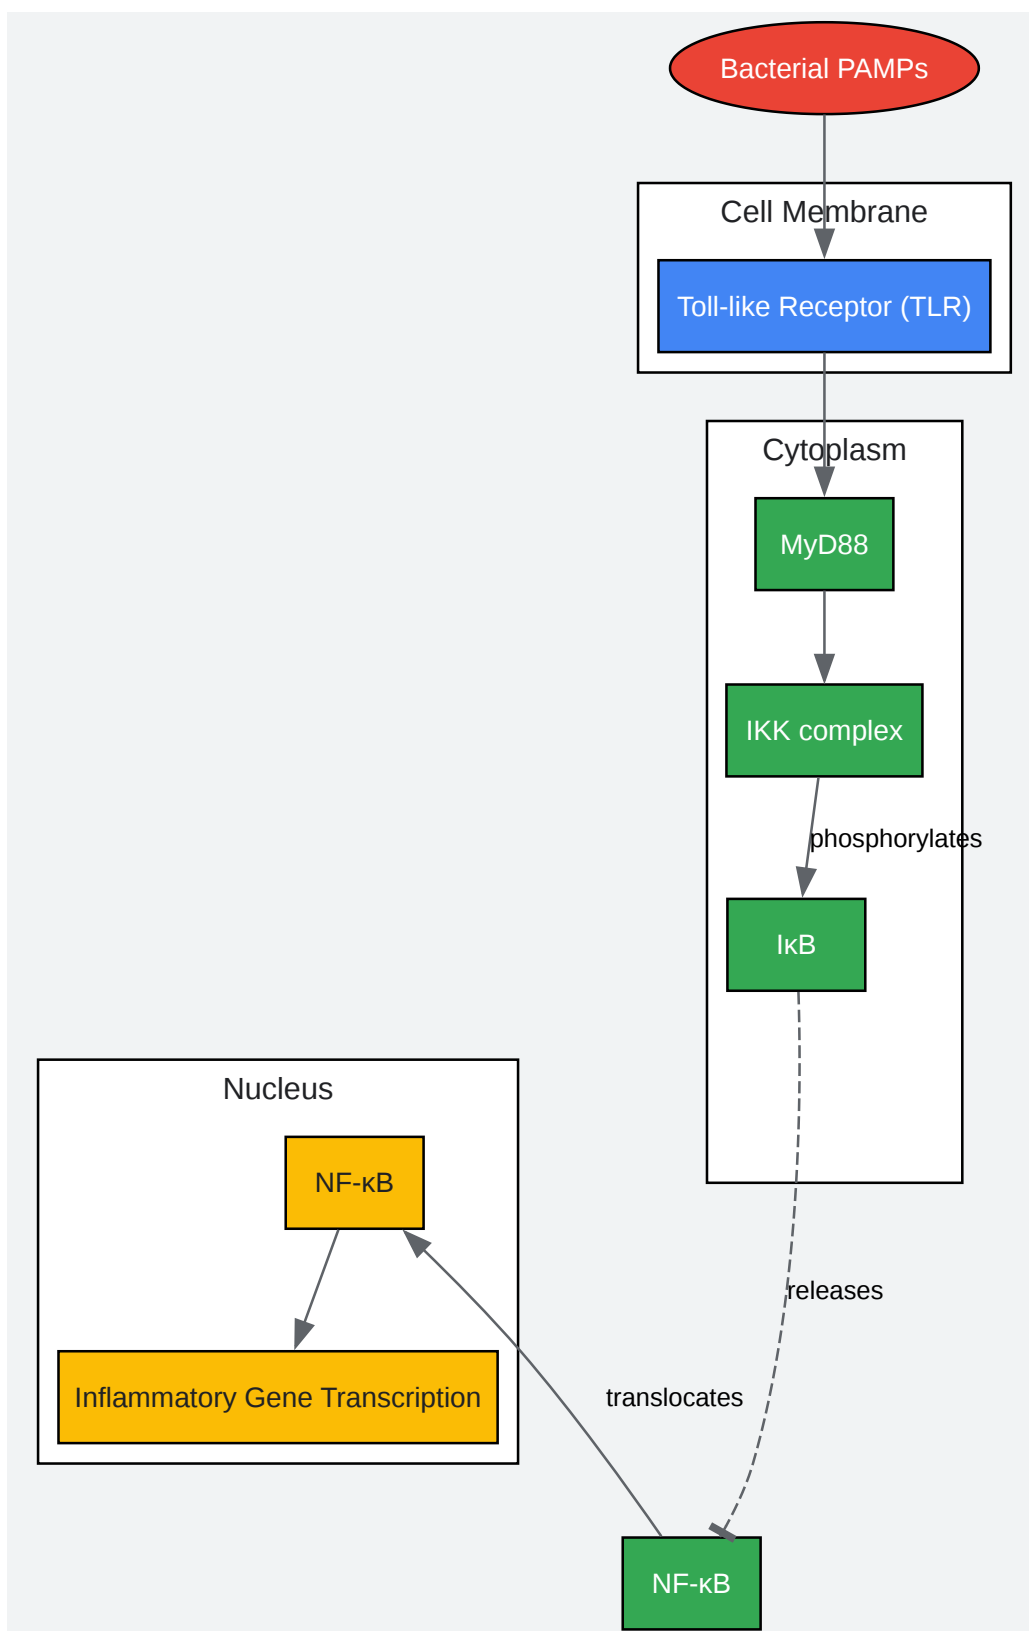 Bacterial PAMPs
Cell Membrane
Toll-like Receptor (TLR)
Cytoplasm
MyD88
IKK complex
phosphorylates
IκB
Nucleus
NF-κB
releases
Inflammatory Gene Transcription
translocates
NF-κB